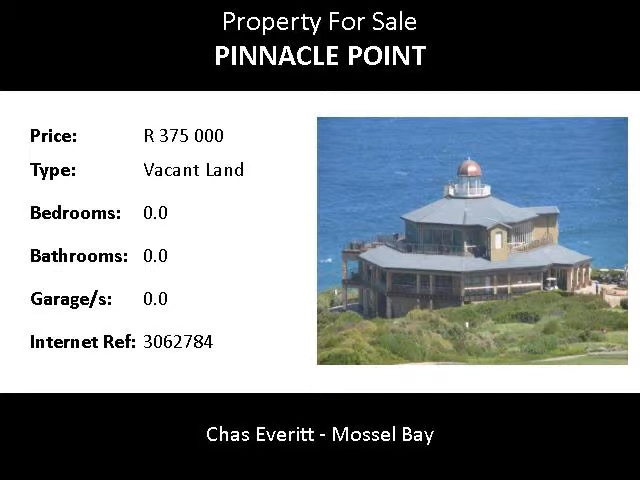 Property For Sale
PINNACLE POINT
Price: R 375 000
Type: Vacant Land
Bedrooms: 0.0
Bathrooms: 0.0
Garage/s: 0.0
Internet Ref: 3062784
Chas Everitt - Mossel Bay